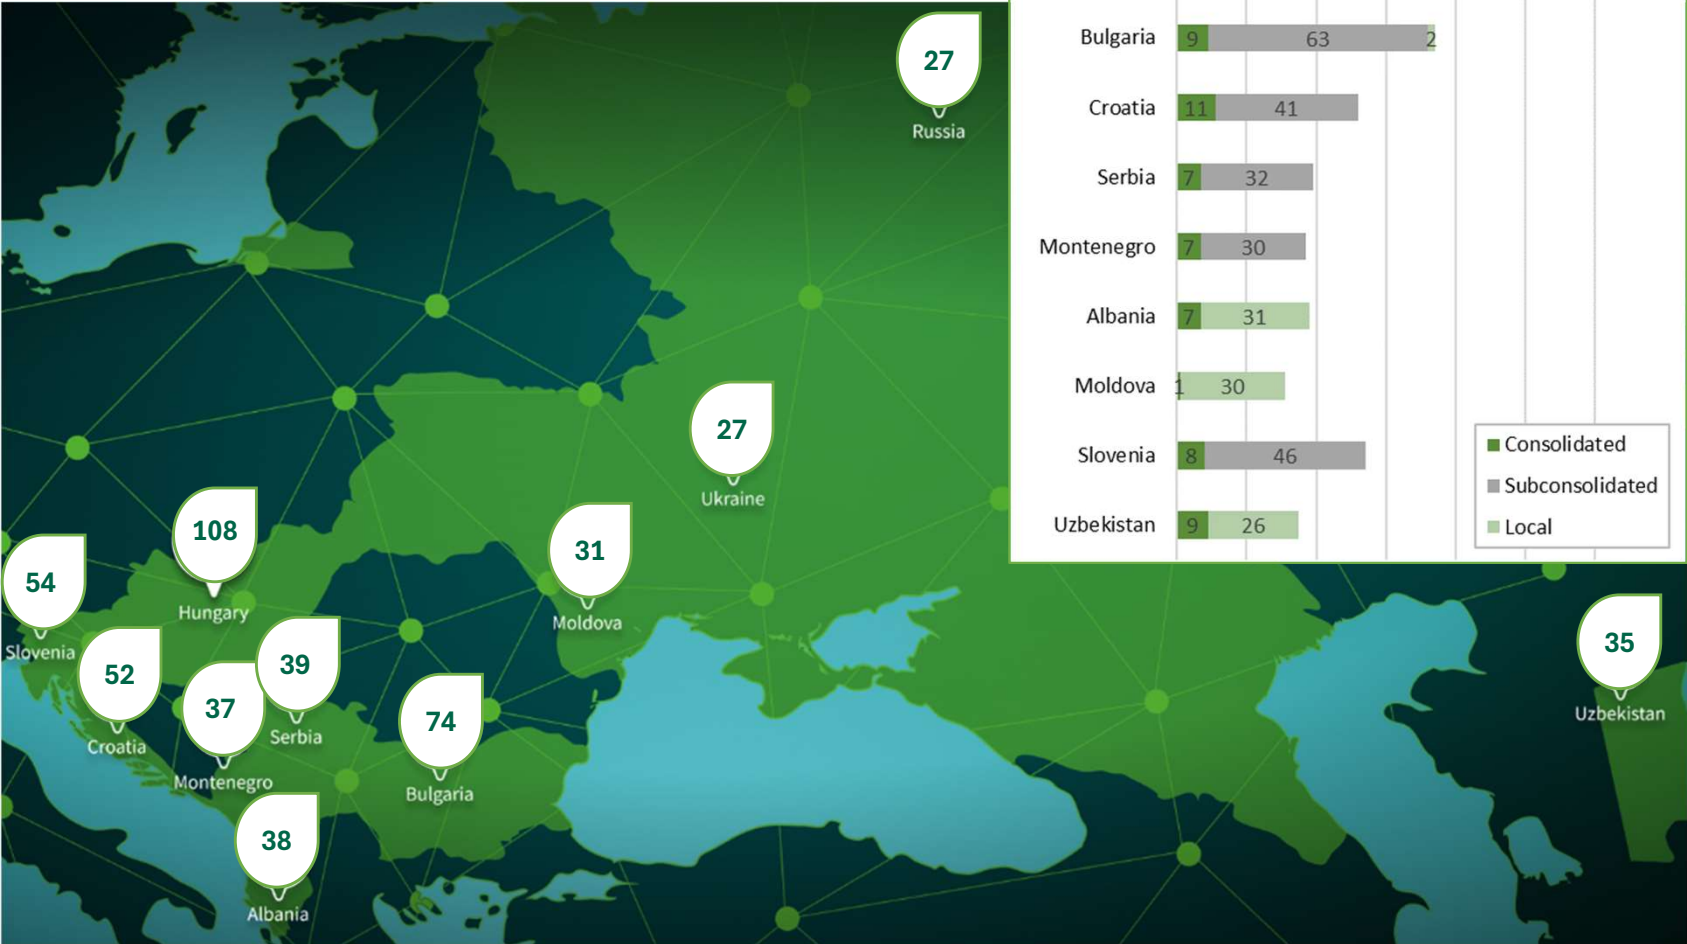 27
Russia
27
Ukraine
108
Hungary
31
Moldova
54
Slovenia
39
Serbia
52
Croatia
37
Montenegro
74
Bulgaria
38
Albania
35
Uzbekistan
Bulgaria 9 63 2
Croatia 11 41
Serbia 7 32
Montenegro 7 30
Albania 7 31
Moldova 1 30
Slovenia 8 46
Uzbekistan 9 26
Consolidated
Subconsolidated
Local